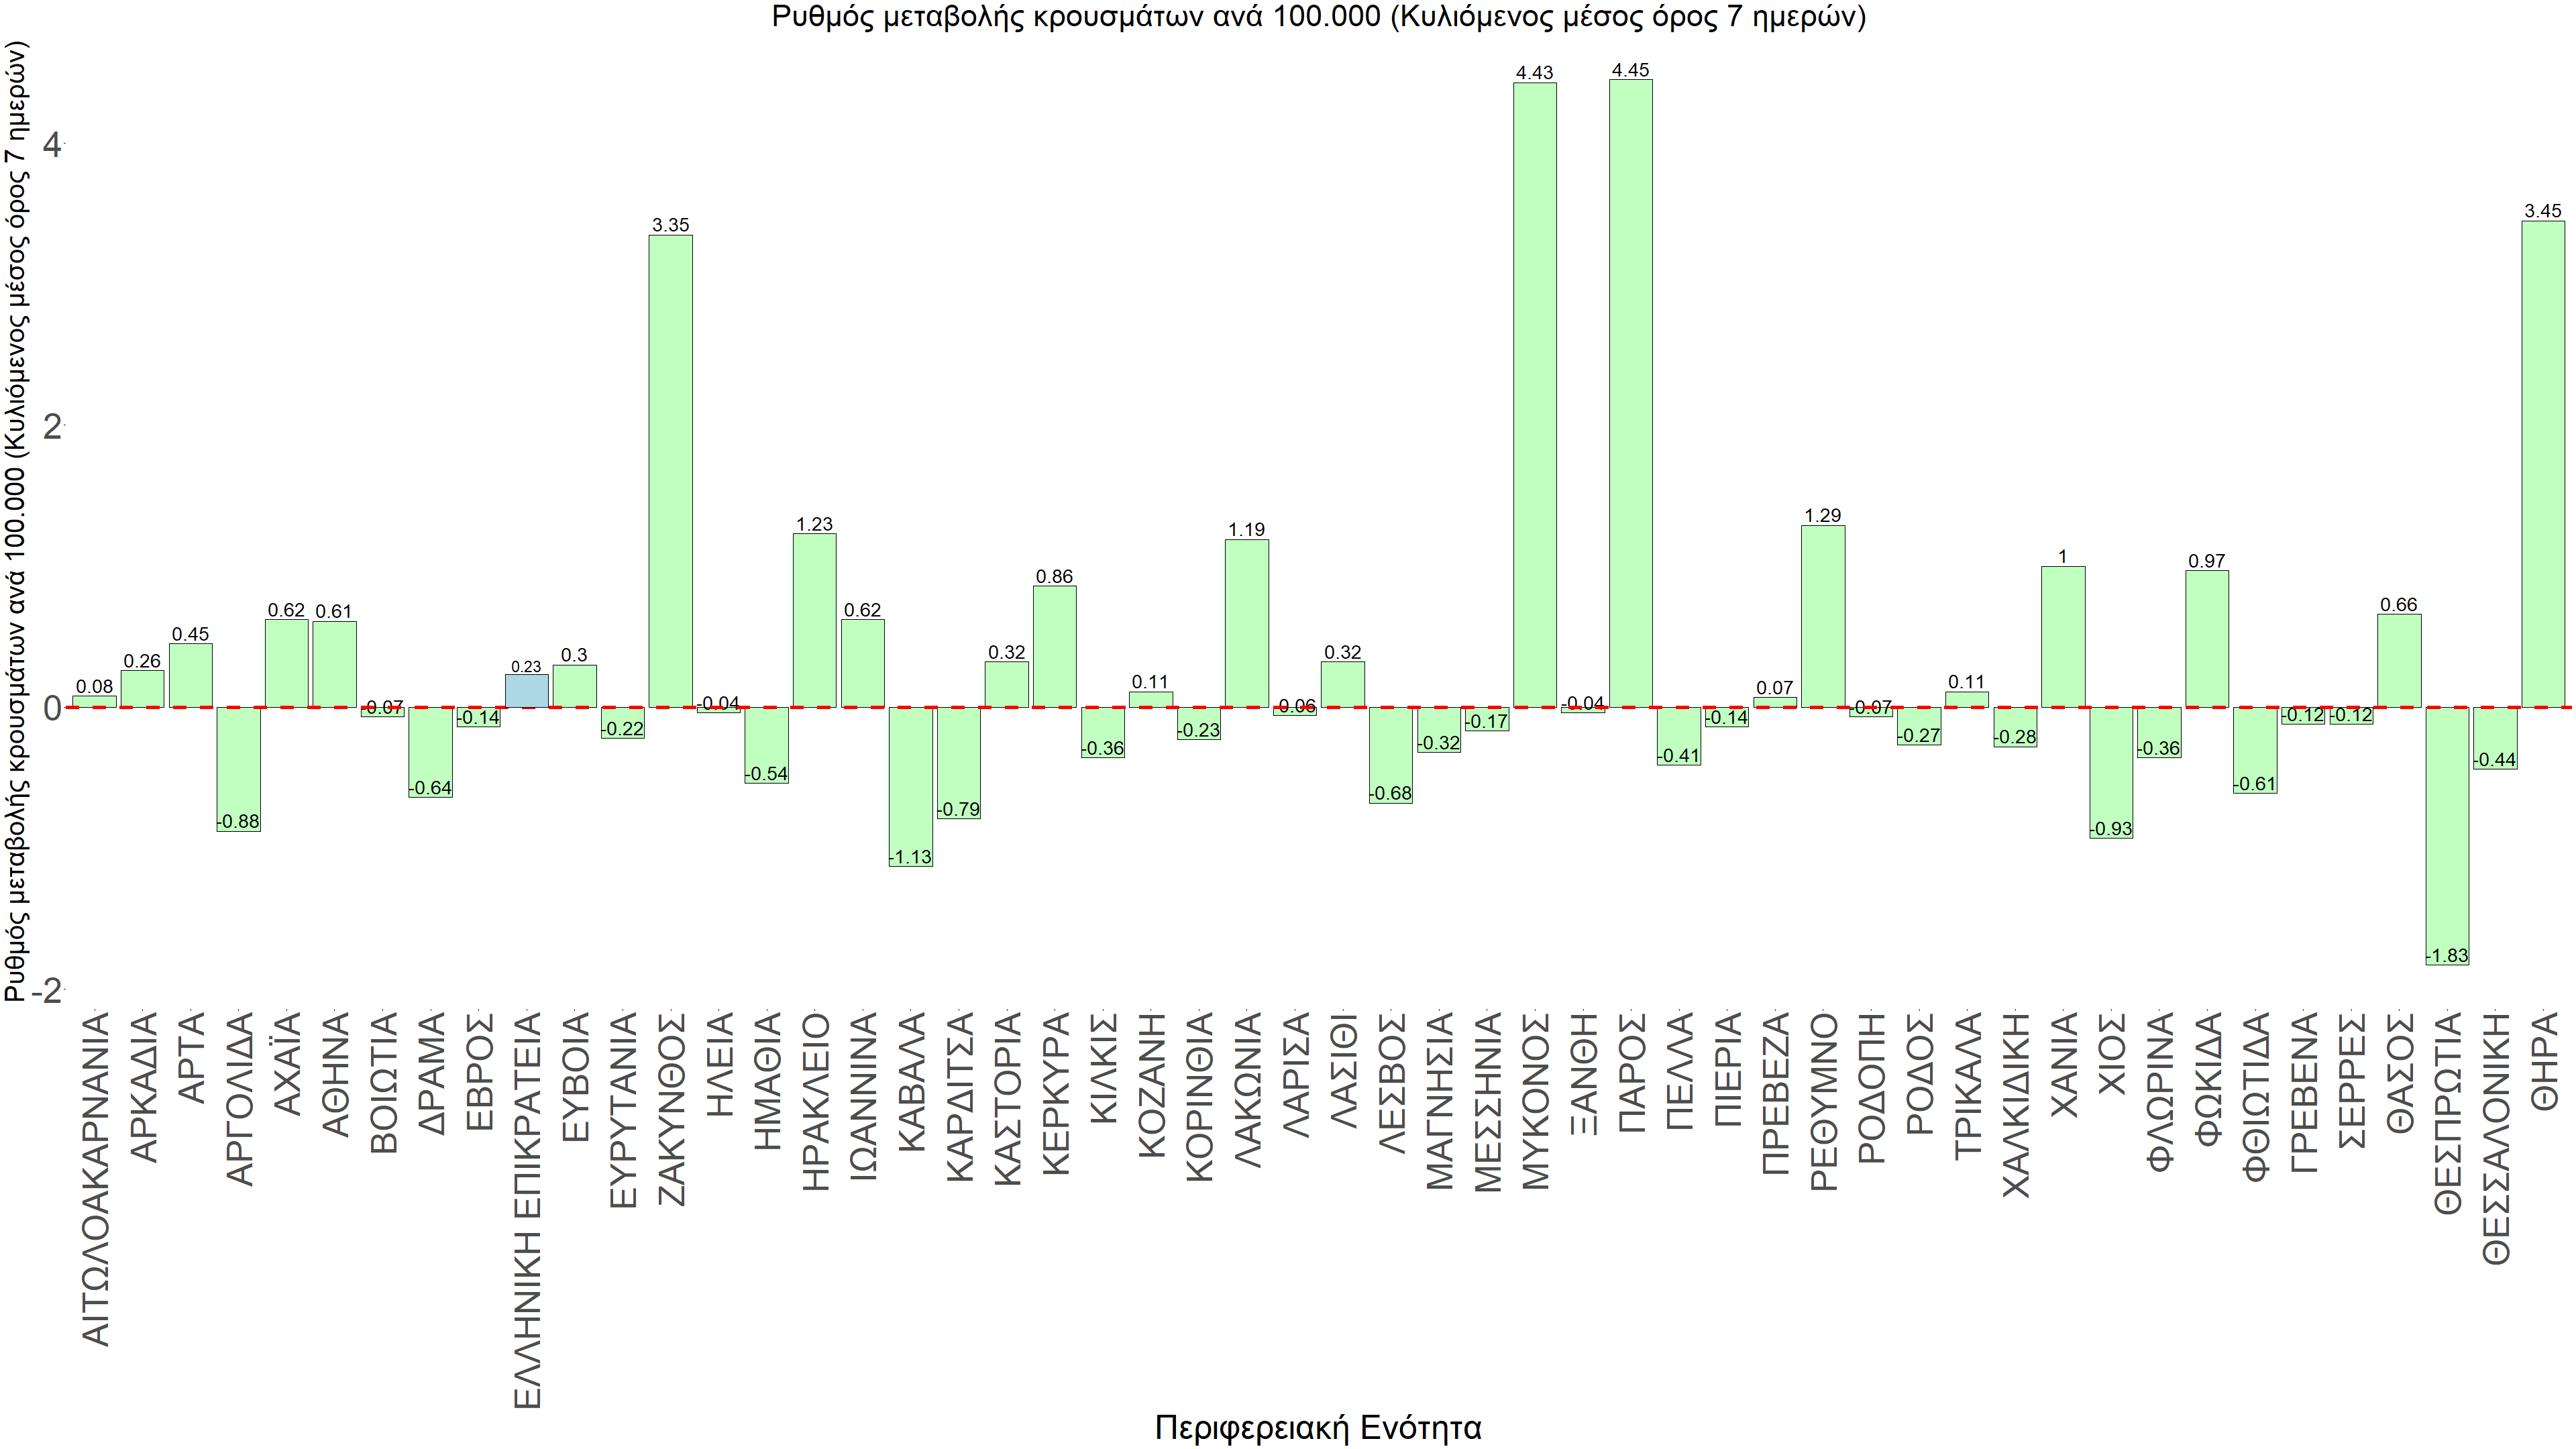 Ρυθμός μεταβολής κρουσμάτων ανά 100.000 (Κυλιόμενος μέσος όρος 7 ημερών)
Ρυθμός μεταβολής κρουσμάτων ανά 100.000 (Κυλιόμενος μέσος όρος 7 ημερών)
4
2
0
-2
0.08
0.26
0.45
-0.88
0.62
0.61
-0.07
-0.64
-0.14
0.23
0.3
-0.22
3.35
-0.04
-0.54
1.23
0.62
-1.13
-0.79
0.32
0.86
-0.36
0.11
-0.23
1.19
-0.06
0.32
-0.68
-0.32
-0.17
4.43
-0.04
4.45
-0.41
-0.14
0.07
1.29
-0.07
-0.27
0.11
-0.28
1
-0.93
-0.36
0.97
-0.61
-0.12
-0.12
0.66
-1.83
-0.44
3.45
ΑΙΤΩΛΟΑΚΑΡΝΑΝΙΑ
ΑΡΚΑΔΙΑ
ΑΡΤΑ
ΑΡΓΟΛΙΔΑ
ΑΧΑΪΑ
ΑΘΗΝΑ
ΒΟΙΩΤΙΑ
ΔΡΑΜΑ
ΕΒΡΟΣ
ΕΛΛΗΝΙΚΗ ΕΠΙΚΡΑΤΕΙΑ
ΕΥΒΟΙΑ
ΕΥΡΥΤΑΝΙΑ
ΖΑΚΥΝΘΟΣ
ΗΛΕΙΑ
ΗΜΑΘΙΑ
ΗΡΑΚΛΕΙΟ
ΙΩΑΝΝΙΝΑ
ΚΑΒΑΛΑ
ΚΑΡΔΙΤΣΑ
ΚΑΣΤΟΡΙΑ
ΚΕΡΚΥΡΑ
ΚΙΛΚΙΣ
ΚΟΖΑΝΗ
ΚΟΡΙΝΘΙΑ
ΛΑΚΩΝΙΑ
ΛΑΡΙΣΑ
ΛΑΣΙΘΙ
ΛΕΣΒΟΣ
ΜΑΓΝΗΣΙΑ
ΜΕΣΣΗΝΙΑ
ΜΥΚΟΝΟΣ
ΞΑΝΘΗ
ΠΑΡΟΣ
ΠΕΛΛΑ
ΠΙΕΡΙΑ
ΠΡΕΒΕΖΑ
ΡΕΘΥΜΝΟ
ΡΟΔΟΠΗ
ΡΟΔΟΣ
ΤΡΙΚΑΛΑ
ΧΑΛΚΙΔΙΚΗ
ΧΑΝΙΑ
ΧΙΟΣ
ΦΛΩΡΙΝΑ
ΦΩΚΙΔΑ
ΦΘΙΩΤΙΔΑ
ΓΡΕΒΕΝΑ
ΣΕΡΡΕΣ
ΘΑΣΟΣ
ΘΕΣΠΡΩΤΙΑ
ΘΕΣΣΑΛΟΝΙΚΗ
ΘΗΡΑ
Περιφερειακή Ενότητα